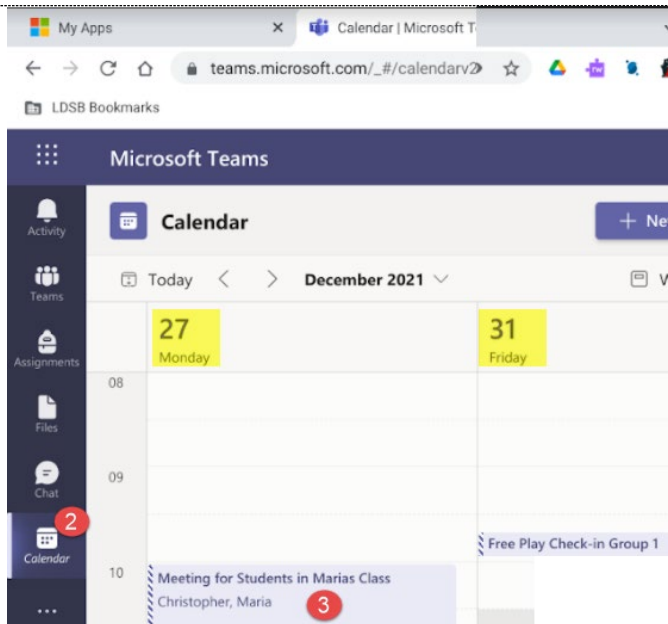 My Apps
Calendar | Microsoft T
teams.microsoft.com/_#/calendarv2
LDSB Bookmarks
Microsoft Teams
Activity
Calendar
+ Ne
Today
December 2021
Teams
27
Monday
31
Friday
Assignments
08
Files
09
Chat
2
Calendar
Free Play Check-in Group 1
10
Meeting for Students in Marias Class
Christopher, Maria
3